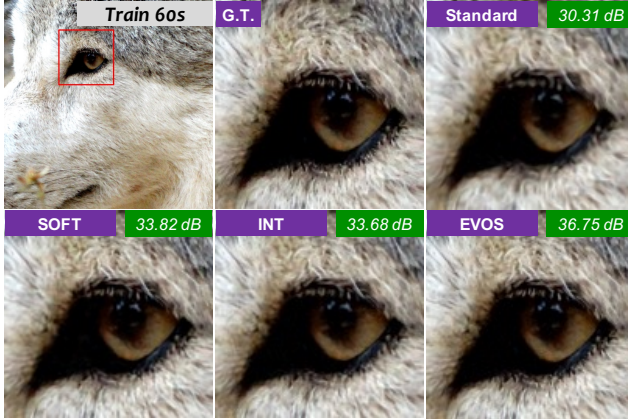 Train 60s
G.T.
Standard 30.31 dB
SOFT 33.82 dB
INT 33.68 dB
EVOS 36.75 dB